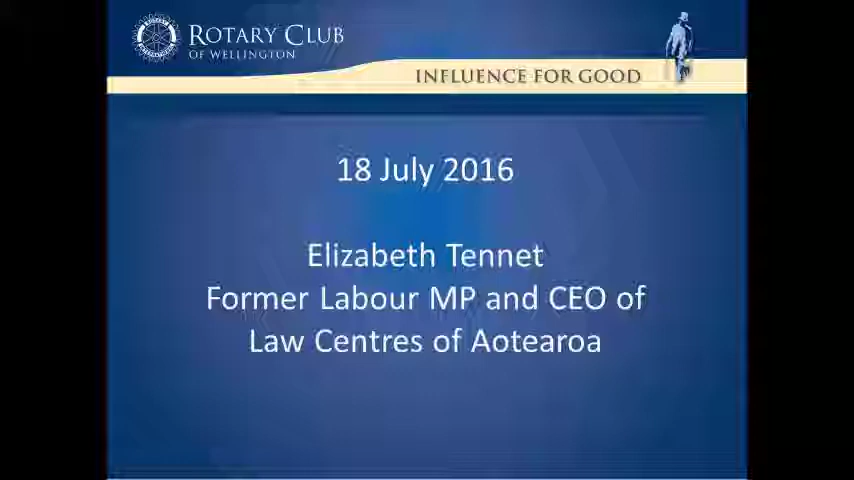 ROTARY CLUB
OF WELLINGTON
INFLUENCE FOR GOOD
18 July 2016
Elizabeth Tennet
Former Labour MP and CEO of
Law Centres of Aotearoa